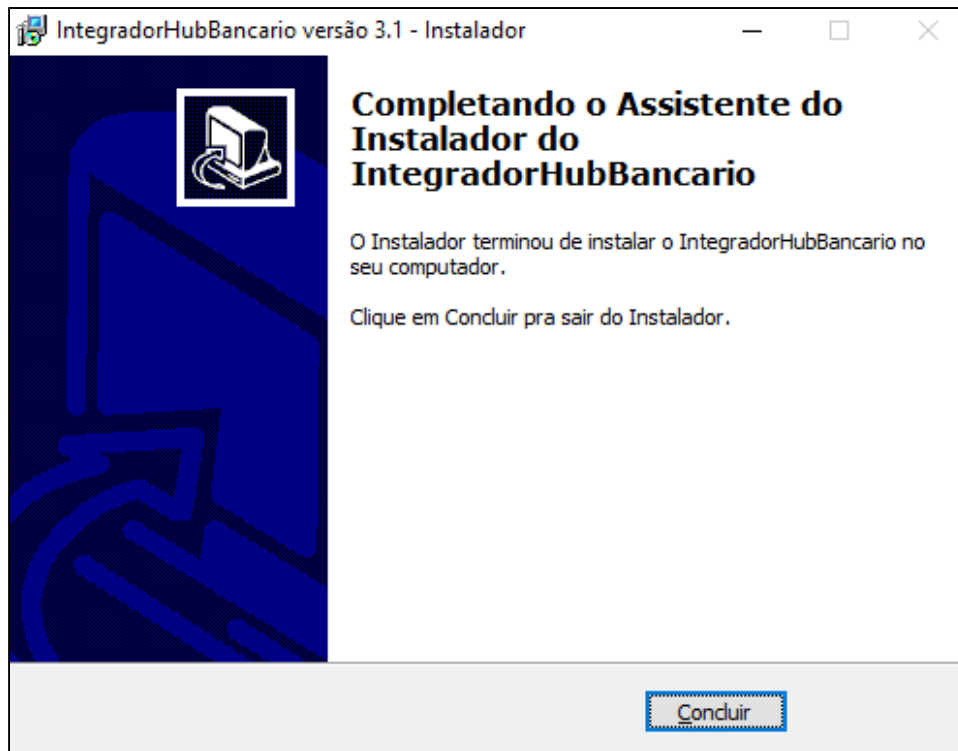 IntegradorHubBancario versão 3.1 - Instalador
Completando o Assistente do
Instalador do
IntegradorHubBancario
O Instalador terminou de instalar o IntegradorHubBancario no
seu computador.
Clique em Concluir pra sair do Instalador.
Concluir